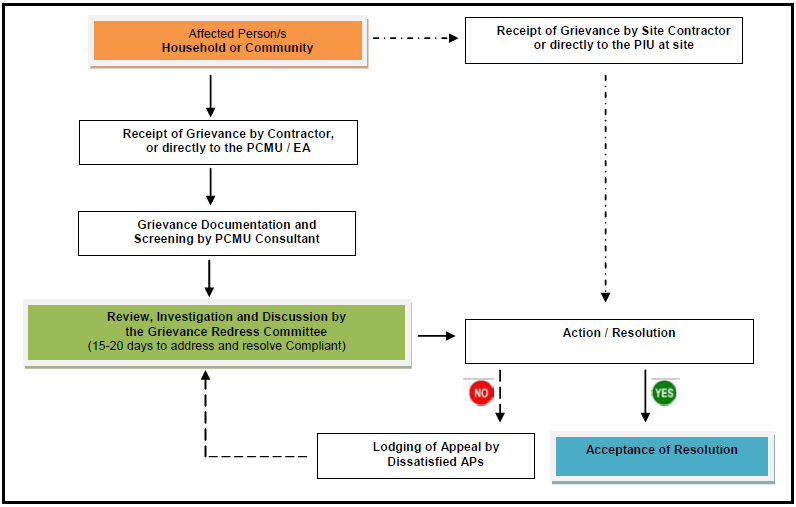 Affected Person/s
Household or Community
Receipt of Grievance by Site Contractor
or directly to the PIU at site
Receipt of Grievance by Contractor,
or directly to the PCMU / EA
Grievance Documentation and
Screening by PCMU Consultant
Review, Investigation and Discussion by
the Grievance Redress Committee
(15-20 days to address and resolve Compliant)
Action / Resolution
NO
YES
Lodging of Appeal by
Dissatisfied APs
Acceptance of Resolution